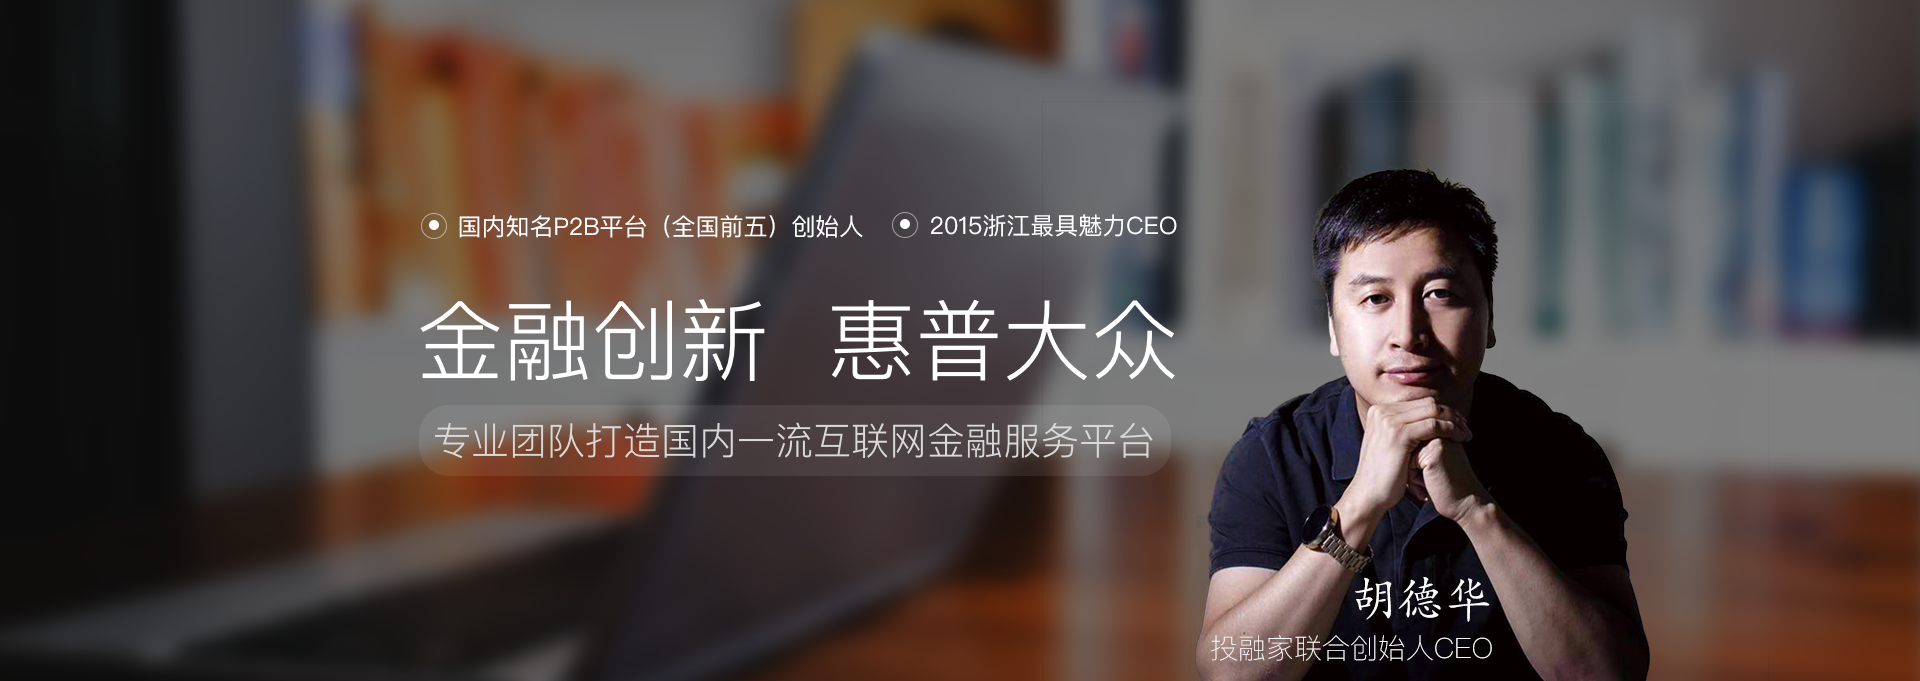 国内知名P2B平台（全国前五）创始人 2015浙江最具魅力CEO
金融创新 惠普大众
专业团队打造国内一流互联网金融服务平台
胡德华
投融家联合创始人CEO